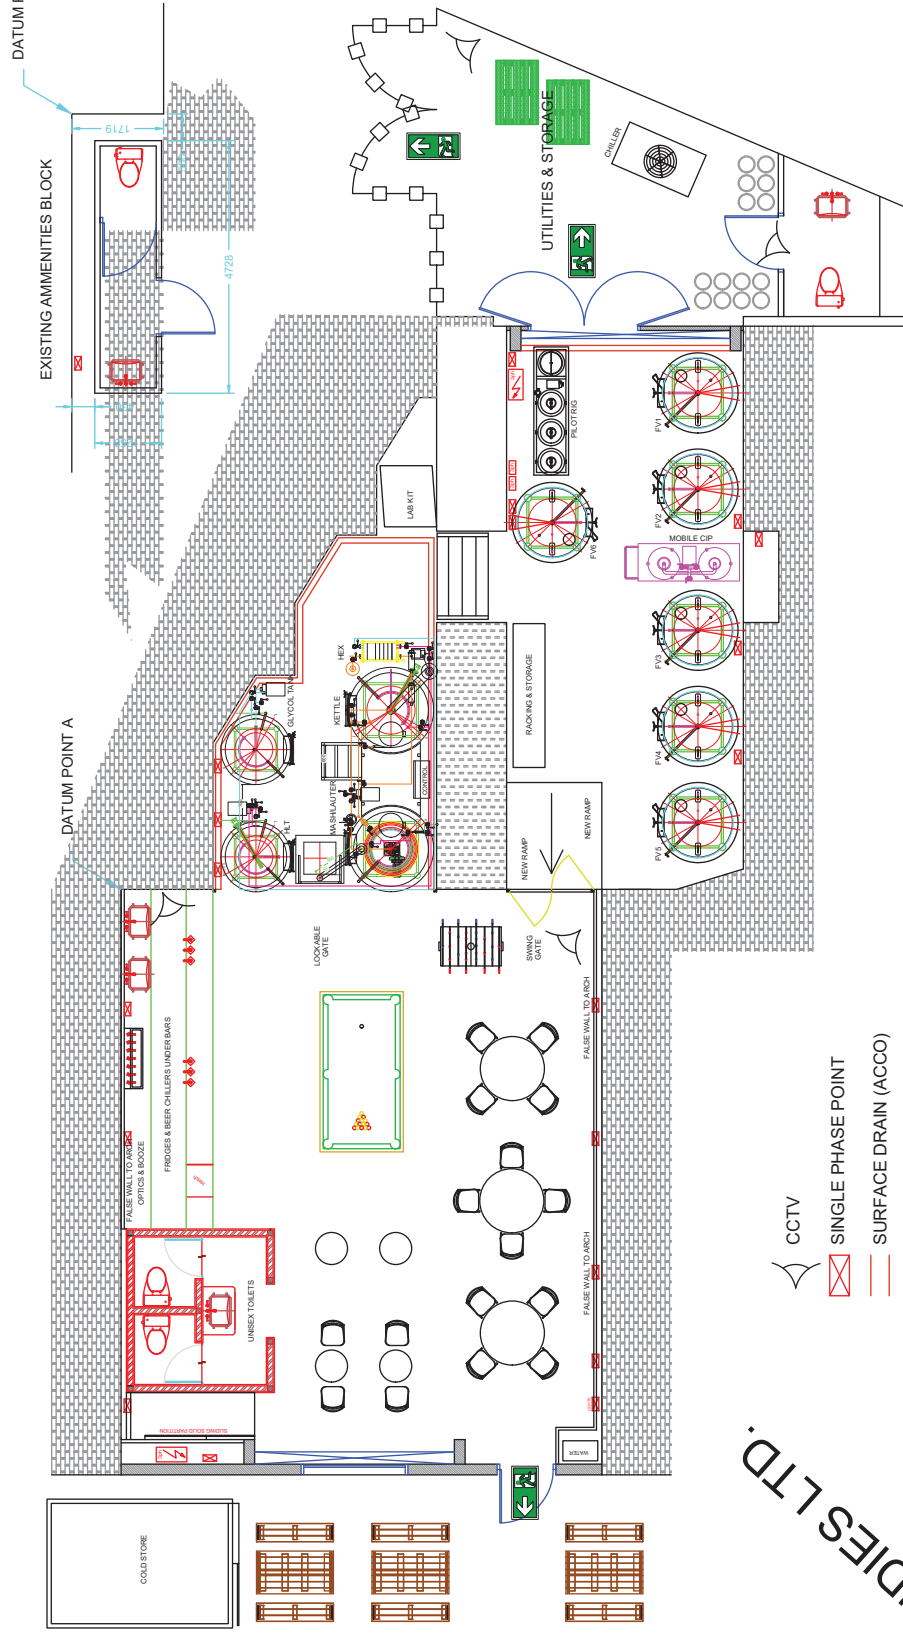 DATUM
EXISTING AMMENITIES BLOCK
1719
4728
UTILITIES & STORAGE
CHILLER
PILOT RIG
LAB KIT
FV1
FV2
FV6
MOBILE CIP
FV3
FV4
FV5
HEX
KETTLE
GLYCOL TANK
HLT
MASH/LAUTER
CONTROL
RACKING & STORAGE
NEW RAMP
NEW RAMP
DATUM POINT A
LOCKABLE
GATE
SWING
GATE
FALSE WALL TO ARCH
FALSE WALL TO ARCH
FALSE WALL TO ARCH
OPTICS & BOOZE
FRIDGES & BEER CHILLERS UNDER BARS
UNISEX TOILETS
SLIDING SOLID PARTITION
WATER
COLD STORE
CCTV
SINGLE PHASE POINT
SURFACE DRAIN (ACCO)
DIES LTD.